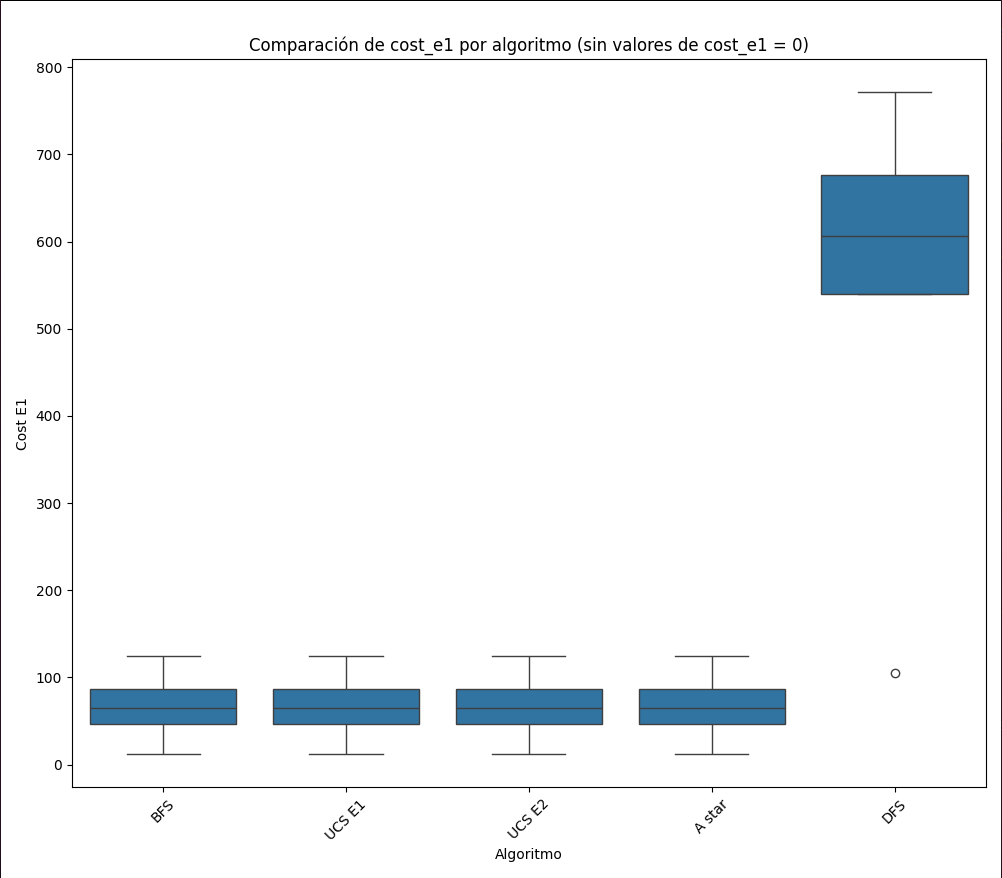 Comparación de cost_e1 por algoritmo (sin valores de cost_e1 = 0)
800
700
600
500
400
300
200
100
0
Cost E1
BFS
UCS E1
UCS E2
A star
DFS
Algoritmo